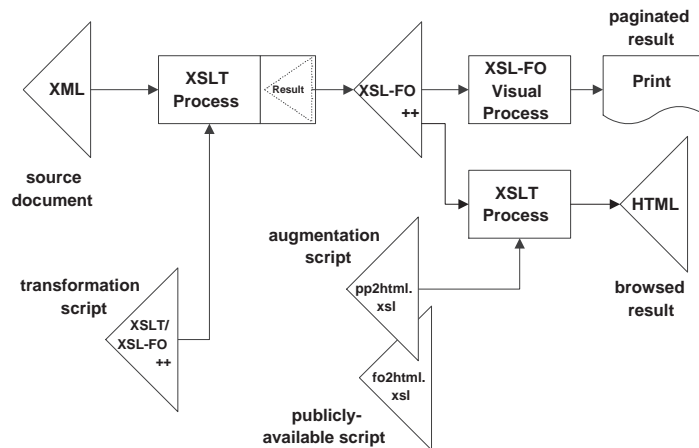 paginated
result
XML
XSLT
Process
Result
XSL-FO
++
XSL-FO
Visual
Process
Print
source
document
XSLT
Process
HTML
augmentation
script
browsed
result
transformation
script
pp2html.
xsl
XSLT/
XSL-FO
++
fo2html.
xsl
publicly-
available script